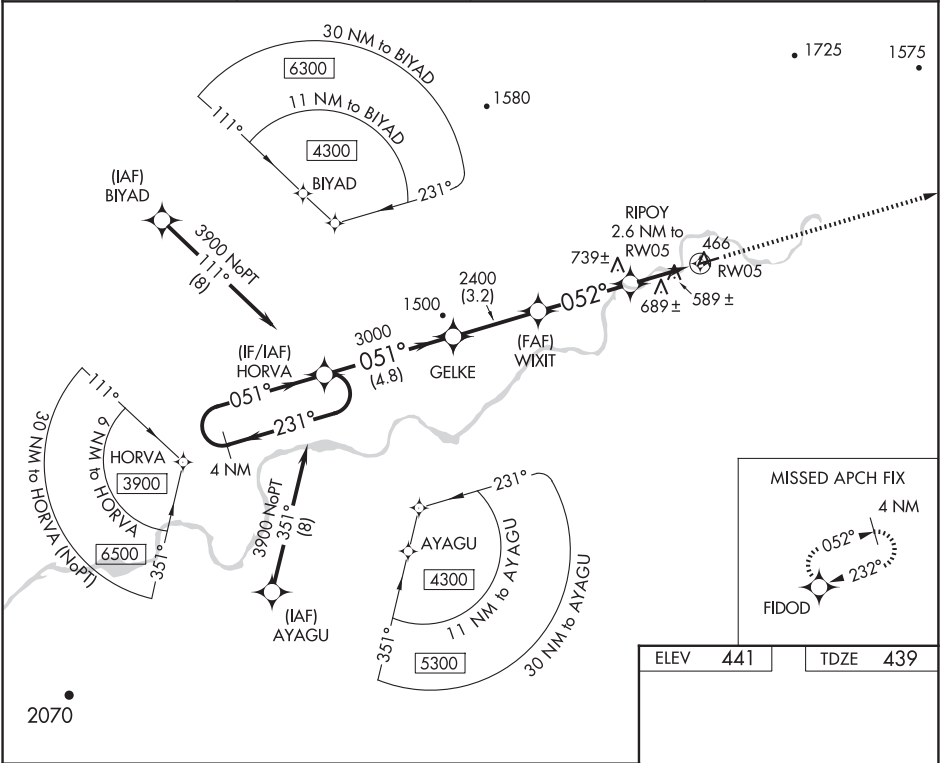 30 NM to BIYAD
6300
11 NM to BIYAD
4300
111°
BIYAD
231°
1580
1725
1575
(IAF)
BIYAD
3900 NoPT
111°
(8)
RIPOY
2.6 NM to
RW05
739±
466
RW05
689±
589±
052°
2400
(3.2)
1500
(FAF)
WIXIT
3000
051°
(4.8)
GELKE
(IF/IAF)
HORVA
051°
231°
4 NM
111°
HORVA
3900
6 NM to HORVA
6500
30 NM to HORVA (NoPT)
351°
3900 NoPT
351°
(8)
(IAF)
AYAGU
231°
AYAGU
4300
11 NM to AYAGU
351°
5300
30 NM to AYAGU
MISSED APCH FIX
4 NM
052°
232°
FIDOD
ELEV 441
TDZE 439
2070